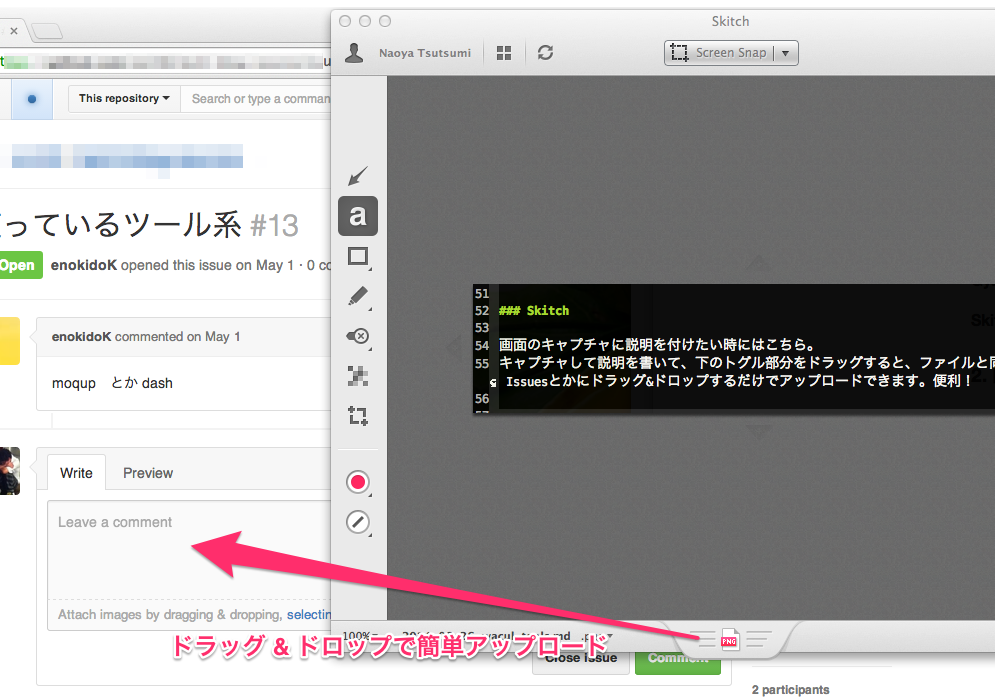 Skitch
Naoya Tsutsumi
Screen Snap
This repository
Search or type a comman
っているツール系 #13
Open
enokidoK opened this issue on May 1 · 0 co
enokidoK commented on May 1
moqup とか dash
Write
Preview
Leave a comment
Attach images by dragging & dropping, selectin
a
51
52 ### Skitch
53
54 画面のキャプチャに説明を付けたい時にはこちら。
55 キャプチャして説明を書いて、下のトグル部分をドラッグすると、ファイルと同
Issuesとかにドラッグ&ドロップするだけでアップロードできます。便利！
56
100%
PNG
ドラッグ & ドロップで簡単アップロード
Close issue
Comment
2 participants